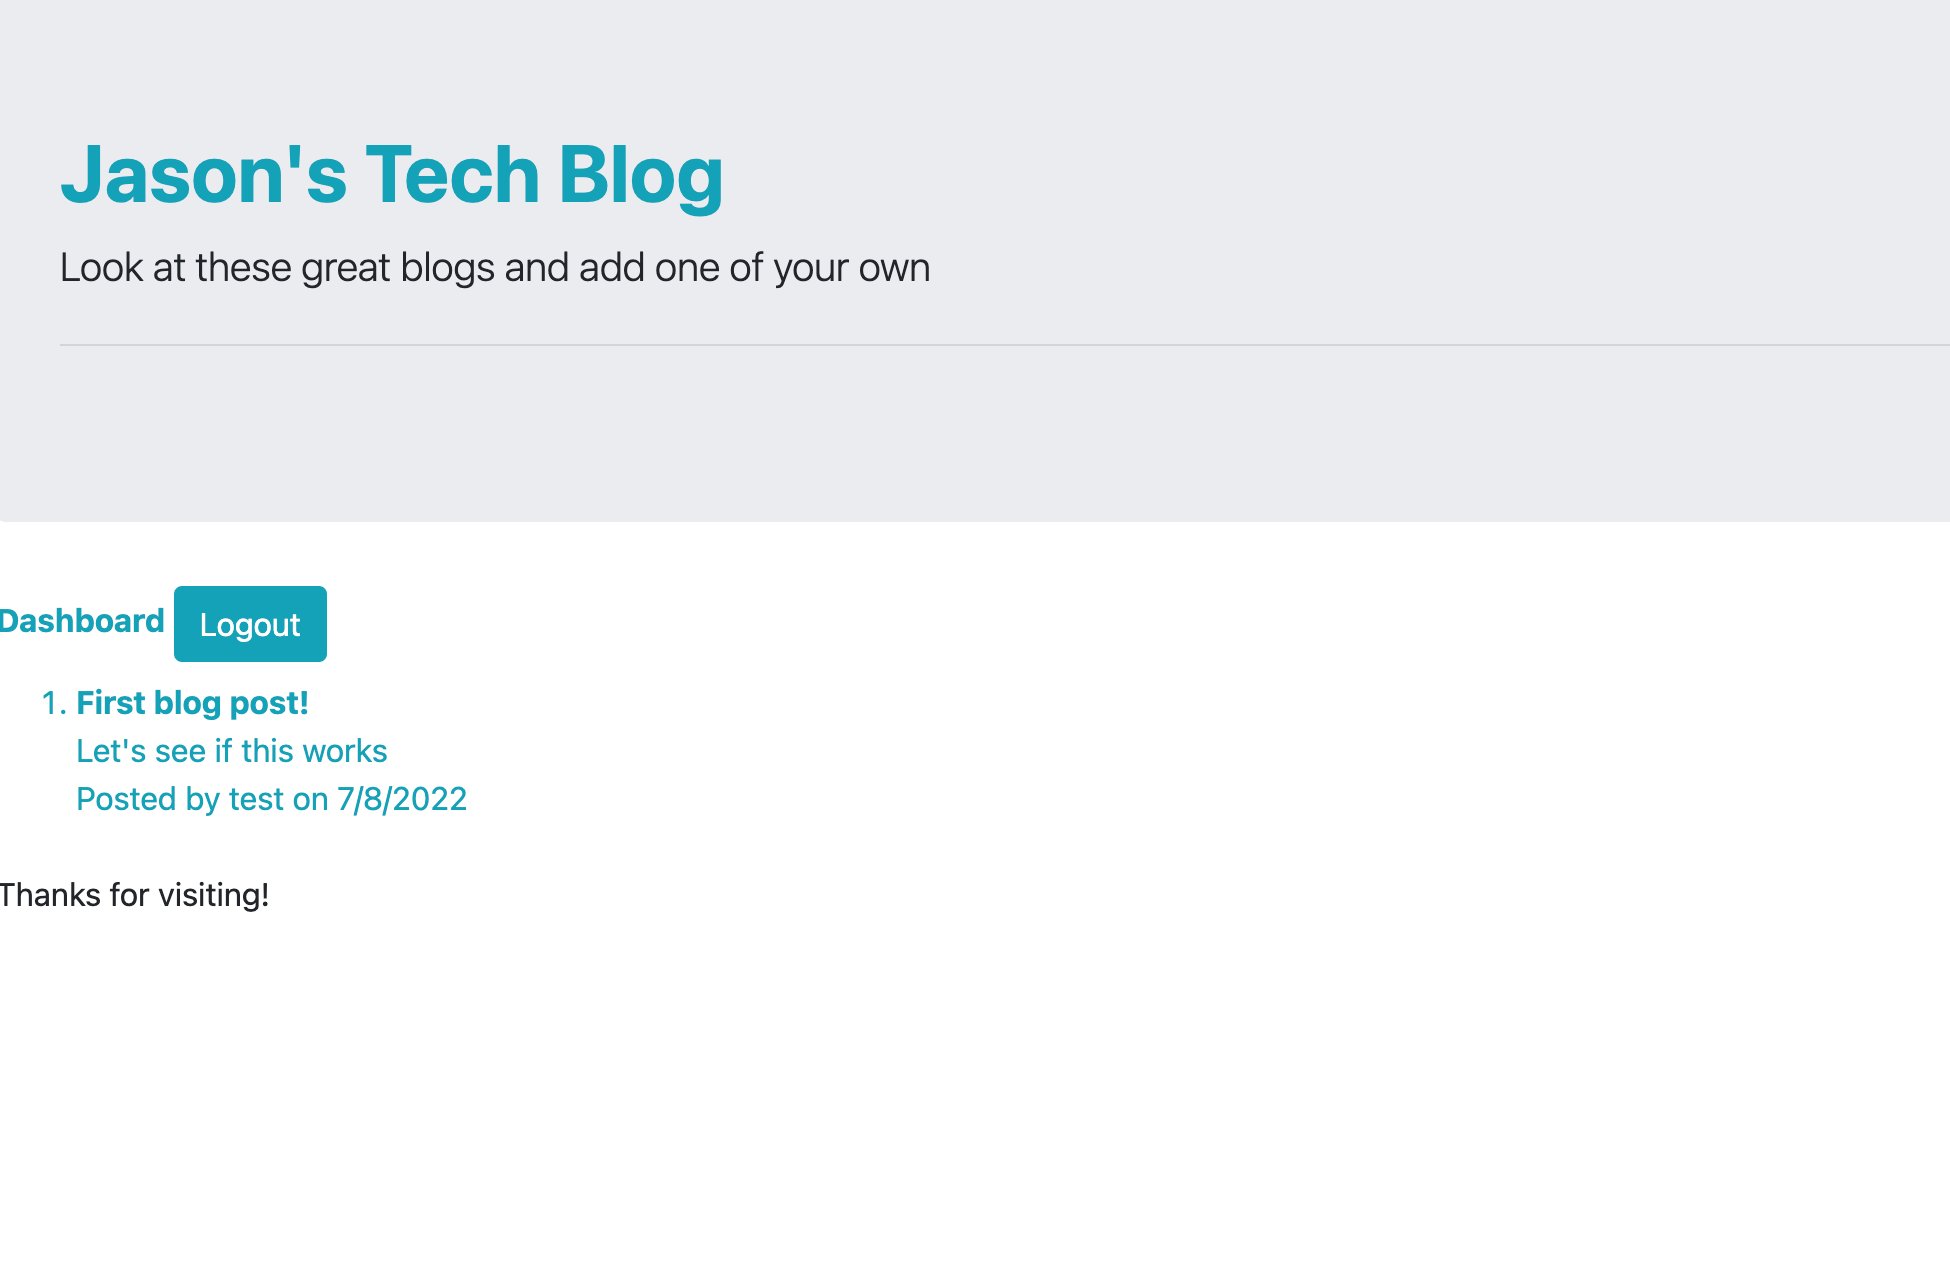 Jason's Tech Blog
Look at these great blogs and add one of your own
Dashboard Logout
1. First blog post!
Let's see if this works
Posted by test on 7/8/2022
Thanks for visiting!